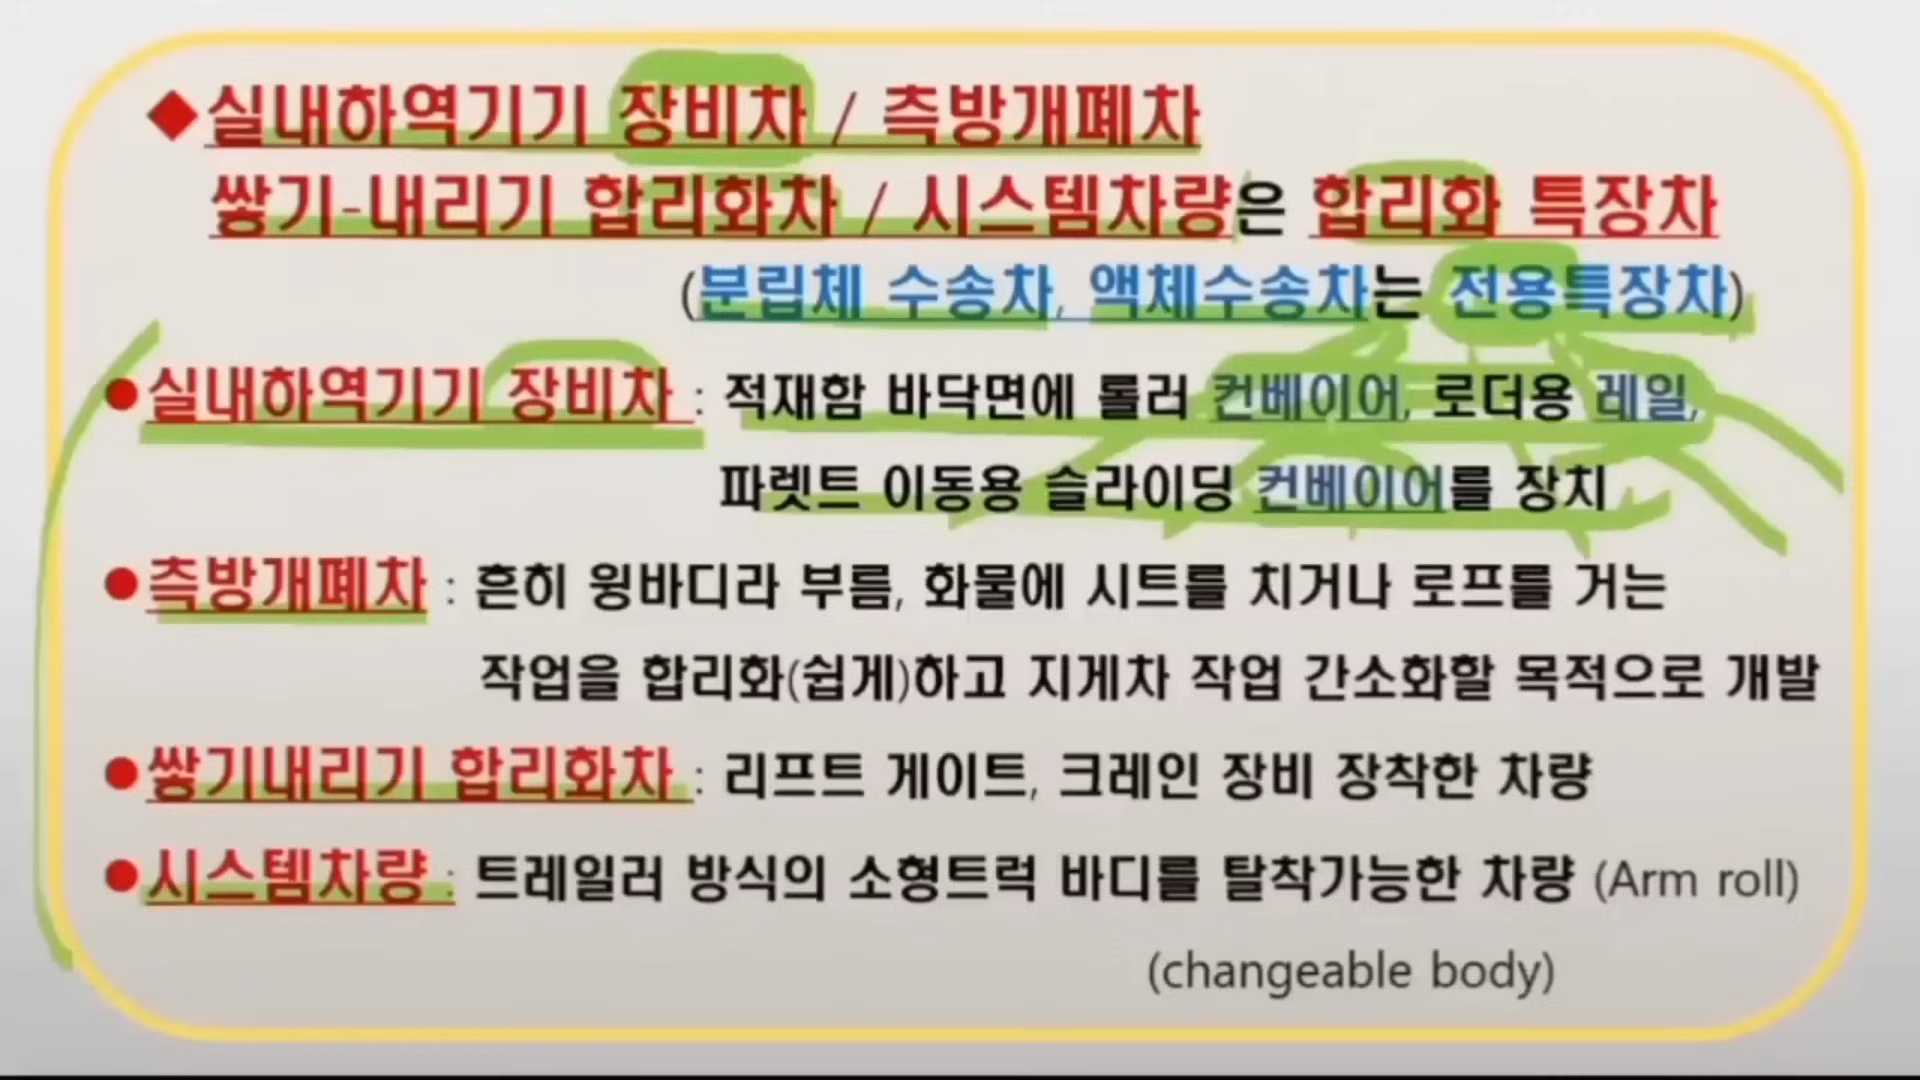 ◆실내하역기기 장비차 / 측방개폐차
쌓기-내리기 합리화차 / 시스템차량은 합리화 특장차
(분립체 수송차, 액체수송차는 전용특장차)
●실내하역기기 장비차 : 적재함 바닥면에 롤러 컨베이어, 로더용 레일,
파렛트 이동용 슬라이딩 컨베이어를 장치
●측방개폐차 : 흔히 윙바디라 부름, 화물에 시트를 치거나 로프를 거는
작업을 합리화(쉽게)하고 지게차 작업 간소화할 목적으로 개발
●쌓기내리기 합리화차 : 리프트 게이트, 크레인 장비 장착한 차량
●시스템차량 : 트레일러 방식의 소형트럭 바디를 탈착가능한 차량 (Arm roll)
(changeable body)